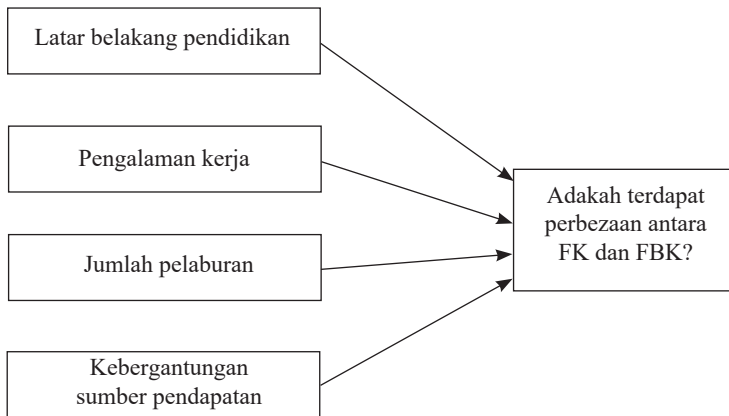 Latar belakang pendidikan
Pengalaman kerja
Jumlah pelaburan
Kebergantungan
sumber pendapatan
Adakah terdapat
perbezaan antara
FK dan FBK?